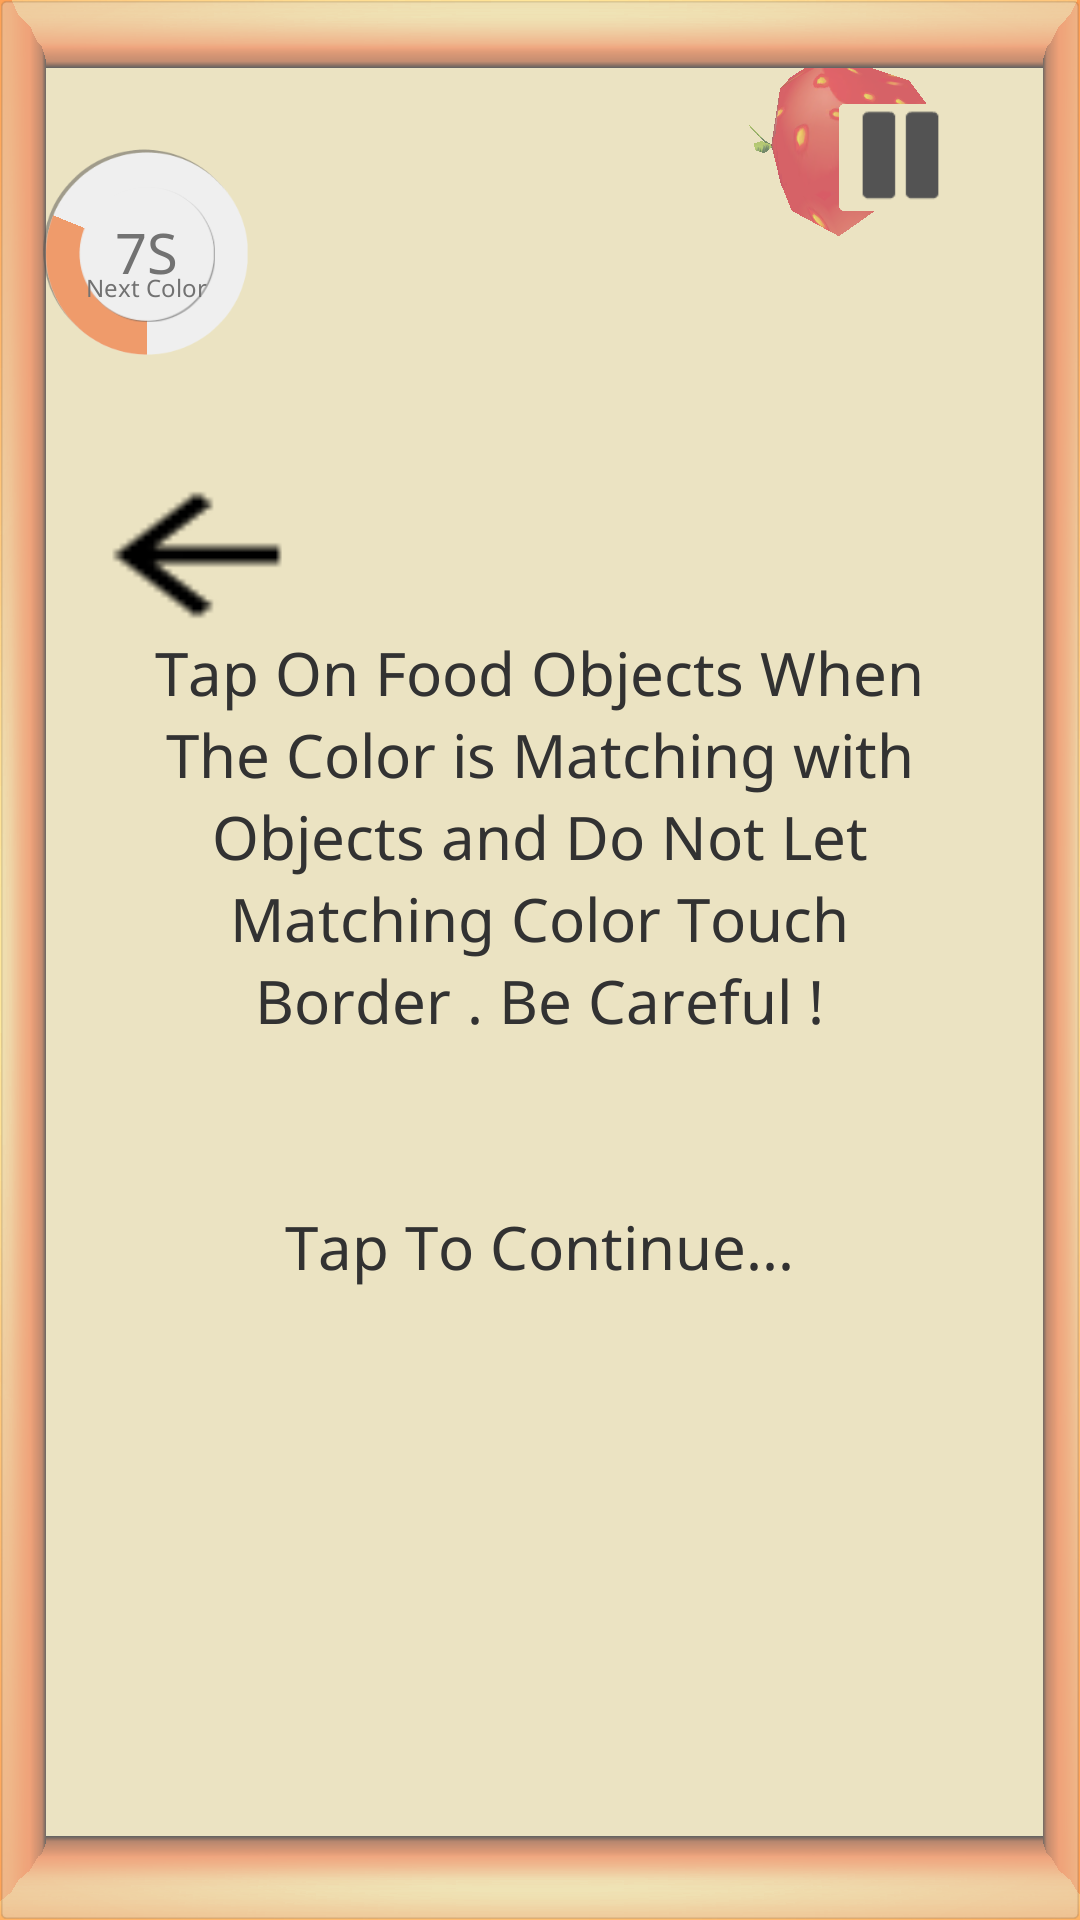 7S
Next Color
Tap On Food Objects When
The Color is Matching with
Objects and Do Not Let
Matching Color Touch
Border . Be Careful !
Tap To Continue...